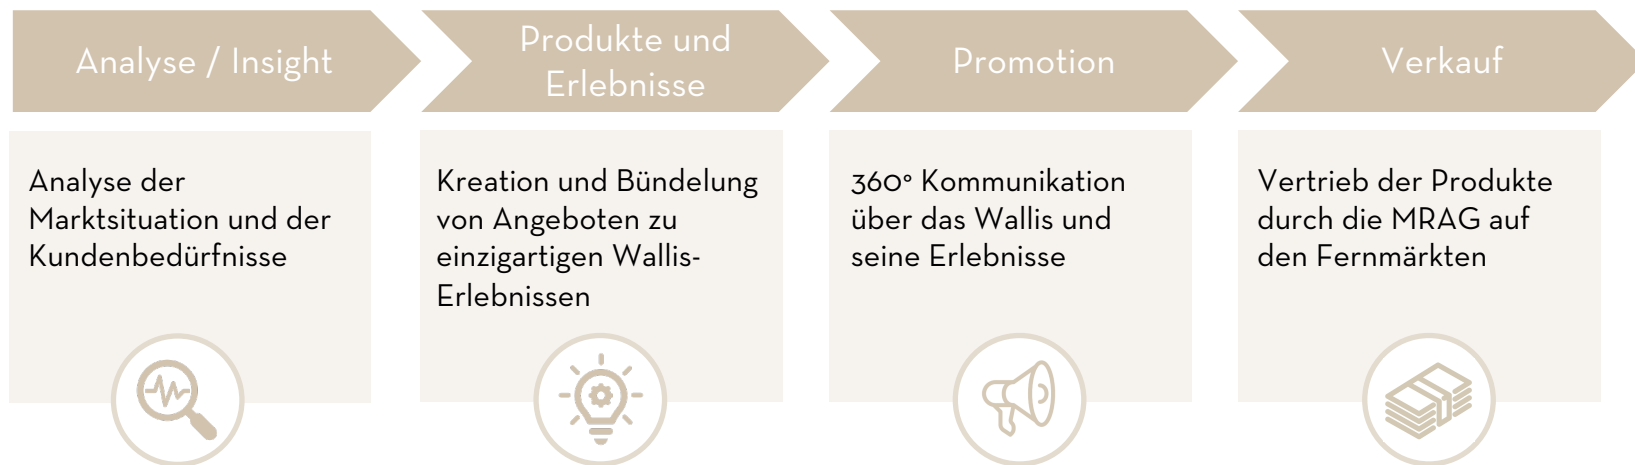 Analyse / Insight
Analyse der
Marktsituation und der
Kundenbedürfnisse
Produkte und
Erlebnisse
Kreation und Bündelung
von Angeboten zu
einzigartigen Wallis-
Erlebnissen
Promotion
360° Kommunikation
über das Wallis und
seine Erlebnisse
Verkauf
Vertrieb der Produkte
durch die MRAG auf
den Fernmärkten